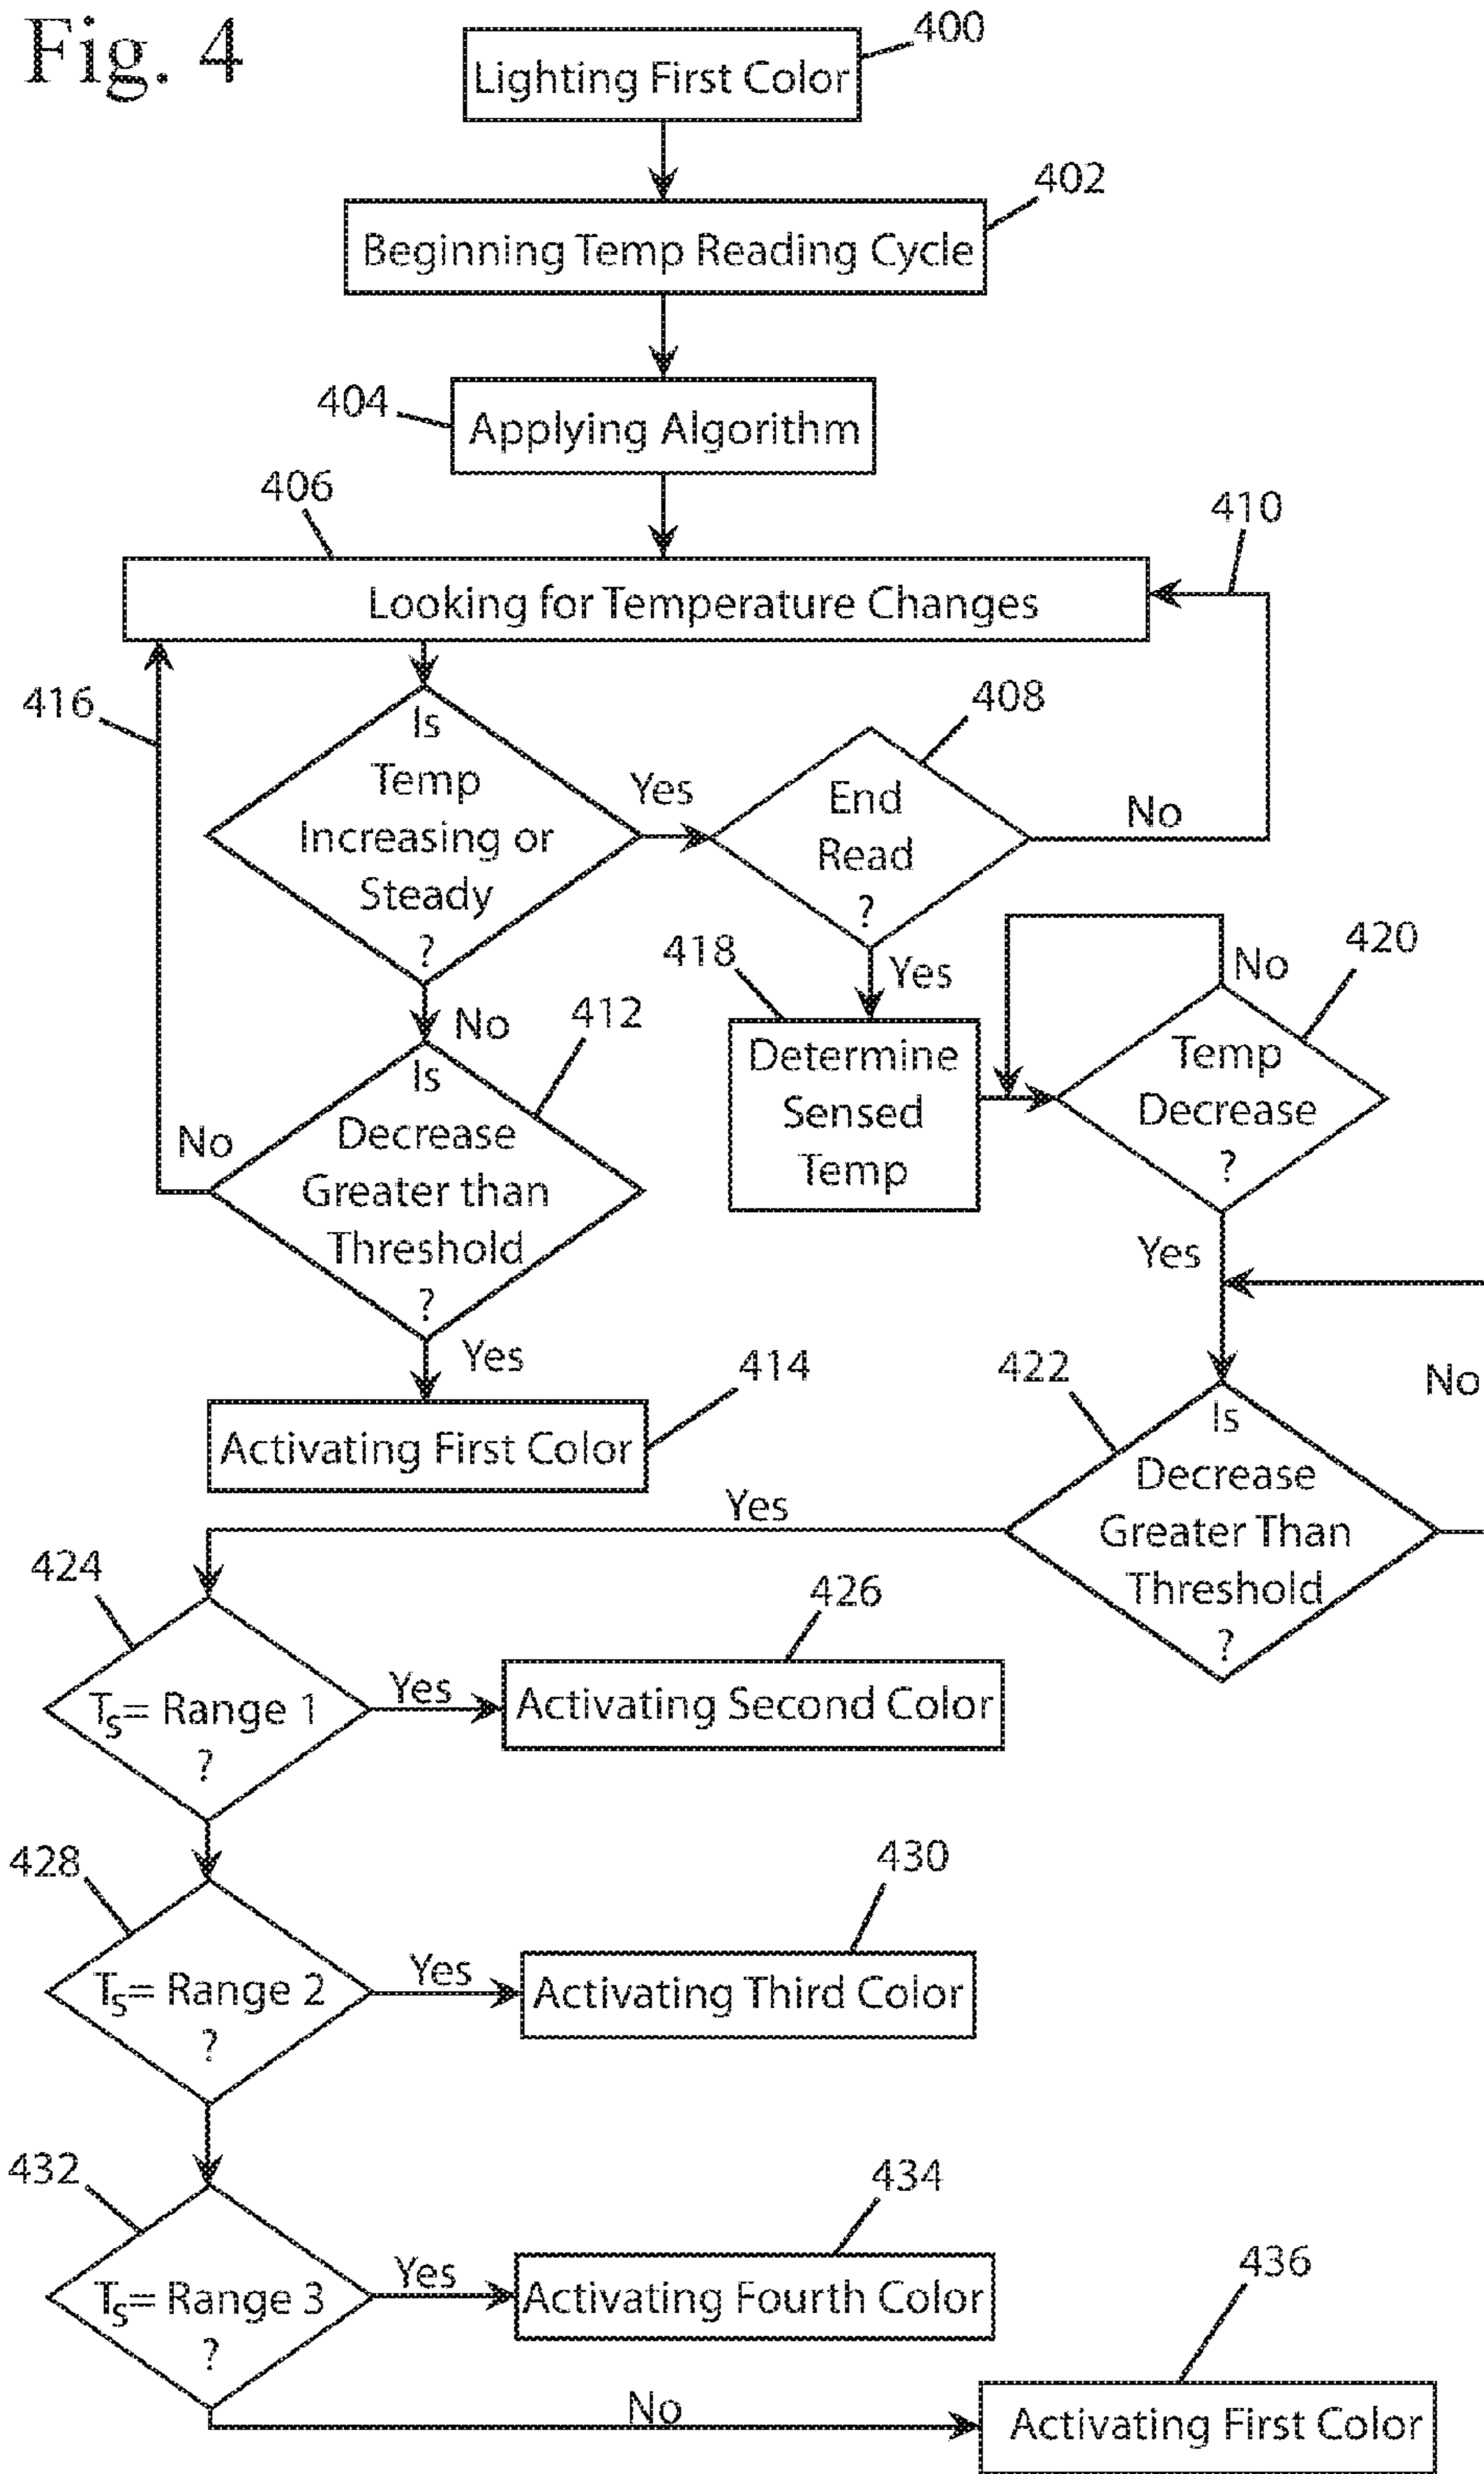 Fig. 4
400
Lighting First Color
402
Beginning Temp Reading Cycle
404
Applying Algorithm
406
410
Looking for Temperature Changes
416
408
Is
Temp
Increasing or
Steady
?
Yes
End
Read
?
No
418
Yes
No
420
No
412
Determine
Sensed
Temp
Temp
Decrease
?
Is
Decrease
Greater than
Threshold
?
No
Yes
Yes
414
422
No
Activating First Color
Is
Decrease
Greater Than
Threshold
?
Yes
424
426
Ts= Range 1
?
Yes
Activating Second Color
428
430
Ts= Range 2
?
Yes
Activating Third Color
432
434
Ts= Range 3
?
Yes
Activating Fourth Color
436
No
Activating First Color